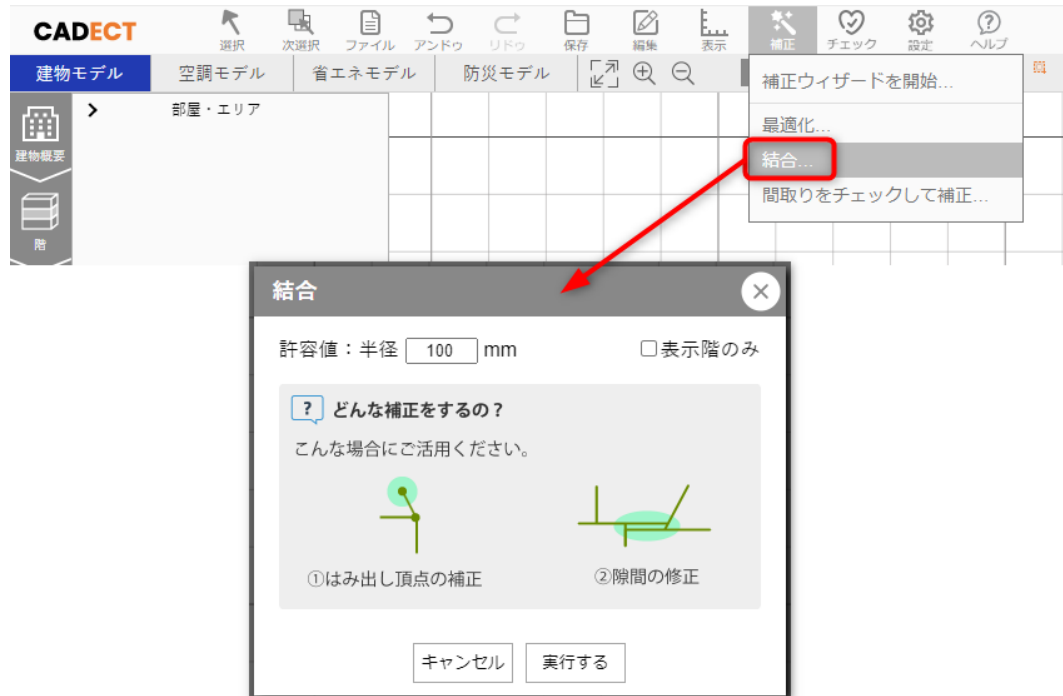 CADECT
選択
次選択
ファイル
アンドゥ
リドゥ
保存
編集
表示
補正
チェック
設定
ヘルプ
建物モデル
空調モデル
省エネモデル
防災モデル
補正ウィザードを開始...
最適化...
結合...
間取りをチェックして補正...
部屋・エリア
建物概要
階
結合
許容値：半径 100 mm
表示階のみ
? どんな補正をするの？
こんな場合にご活用ください。
①はみ出し頂点の補正
②隙間の修正
キャンセル
実行する